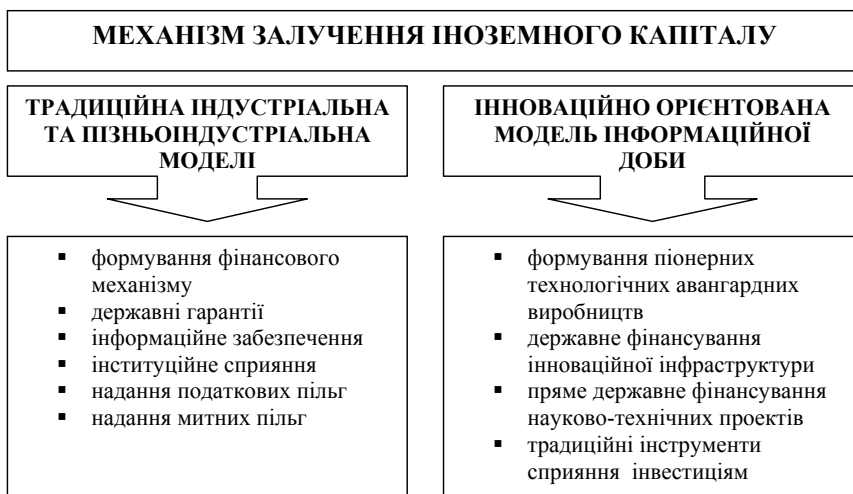 МЕХАНІЗМ ЗАЛУЧЕННЯ ІНОЗЕМНОГО КАПІТАЛУ
ТРАДИЦІЙНА ІНДУСТРІАЛЬНА
ТА ПІЗНЬОІНДУСТРІАЛЬНА
МОДЕЛІ
▪ формування фінансового
механізму
▪ державні гарантії
▪ інформаційне забезпечення
▪ інституційне сприяння
▪ надання податкових пільг
▪ надання митних пільг
ІННОВАЦІЙНО ОРІЄНТОВАНА
МОДЕЛЬ ІНФОРМАЦІЙНОЇ
ДОБИ
▪ формування піонерних
технологічних авангардних
виробництв
▪ державне фінансування
інноваційної інфраструктури
▪ пряме державне фінансування
науково-технічних проектів
▪ традиційні інструменти
сприяння інвестиціям